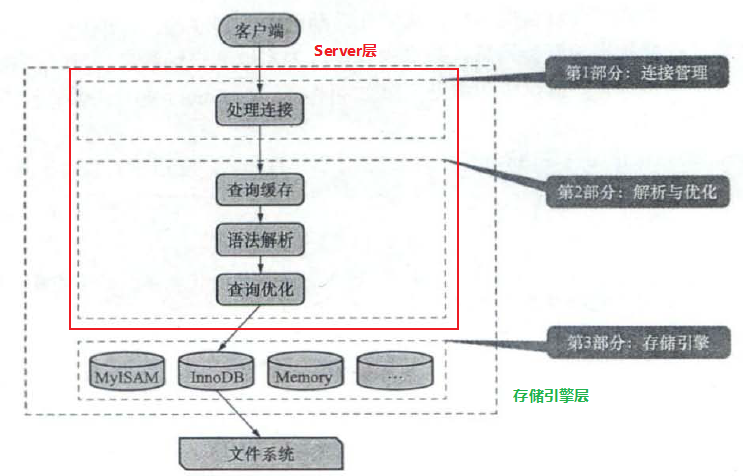 客户端
Server层
第1部分：连接管理
处理连接
查询缓存
第2部分：解析与优化
语法解析
查询优化
第3部分：存储引擎
MyISAM
InnoDB
Memory
…
存储引擎层
文件系统